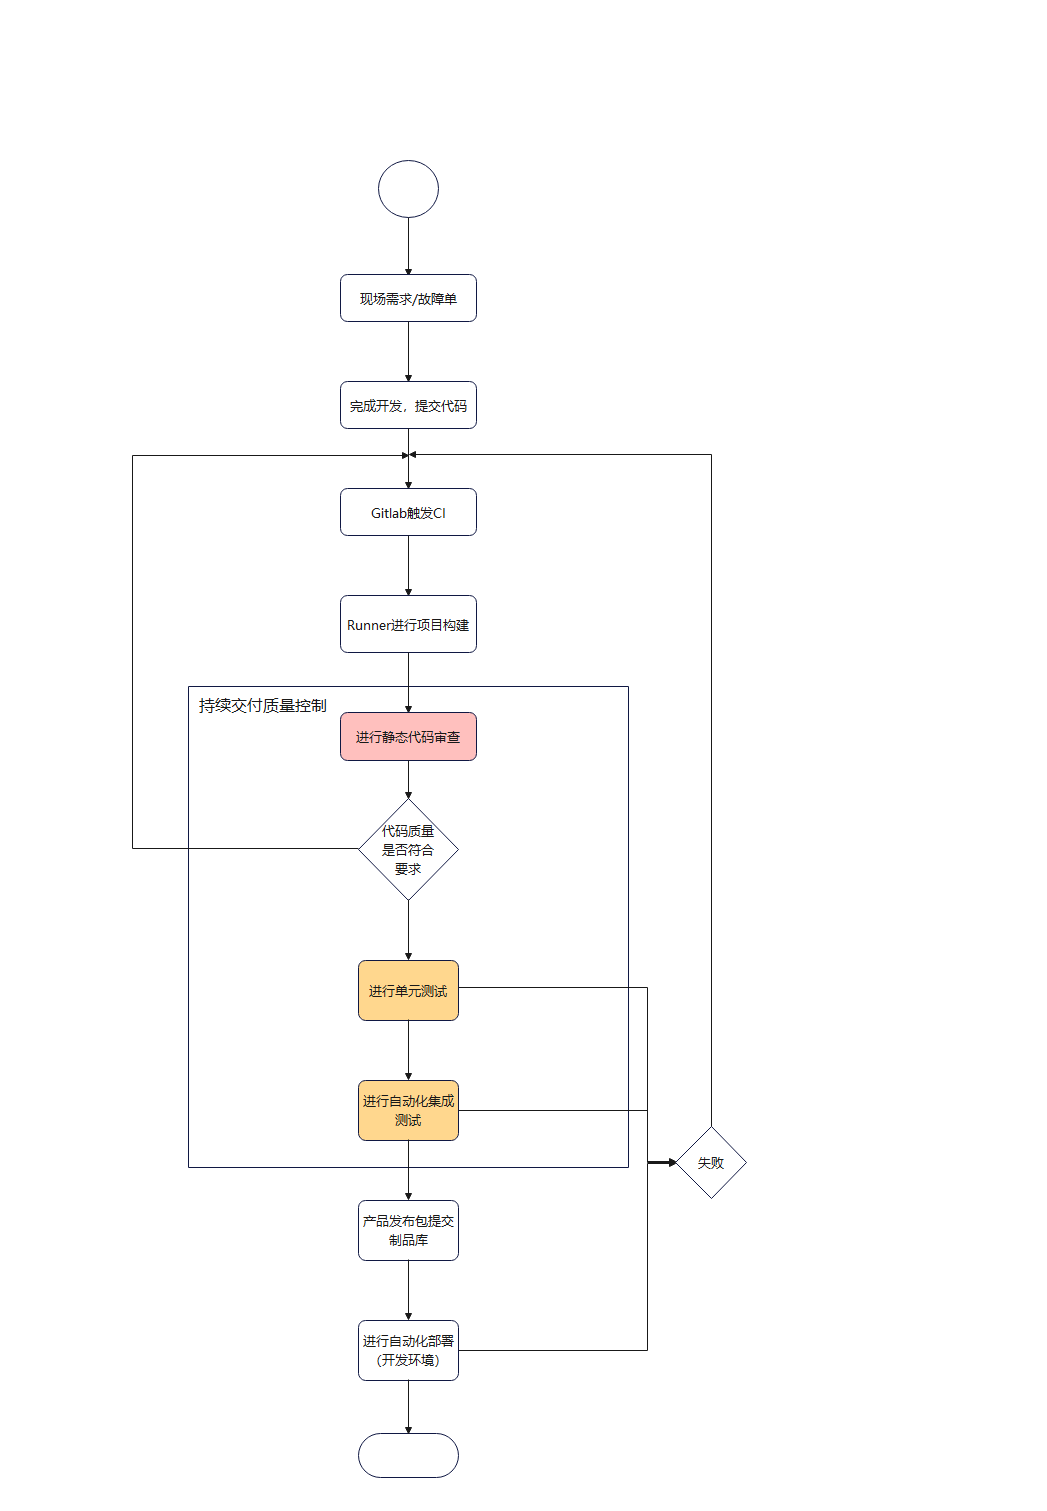 现场需求/故障单
完成开发，提交代码
Gitlab触发CI
Runner进行项目构建
持续交付质量控制
进行静态代码审查
代码质量
是否符合
要求
进行单元测试
进行自动化集成
测试
失败
产品发布包提交
制品库
进行自动化部署
（开发环境）